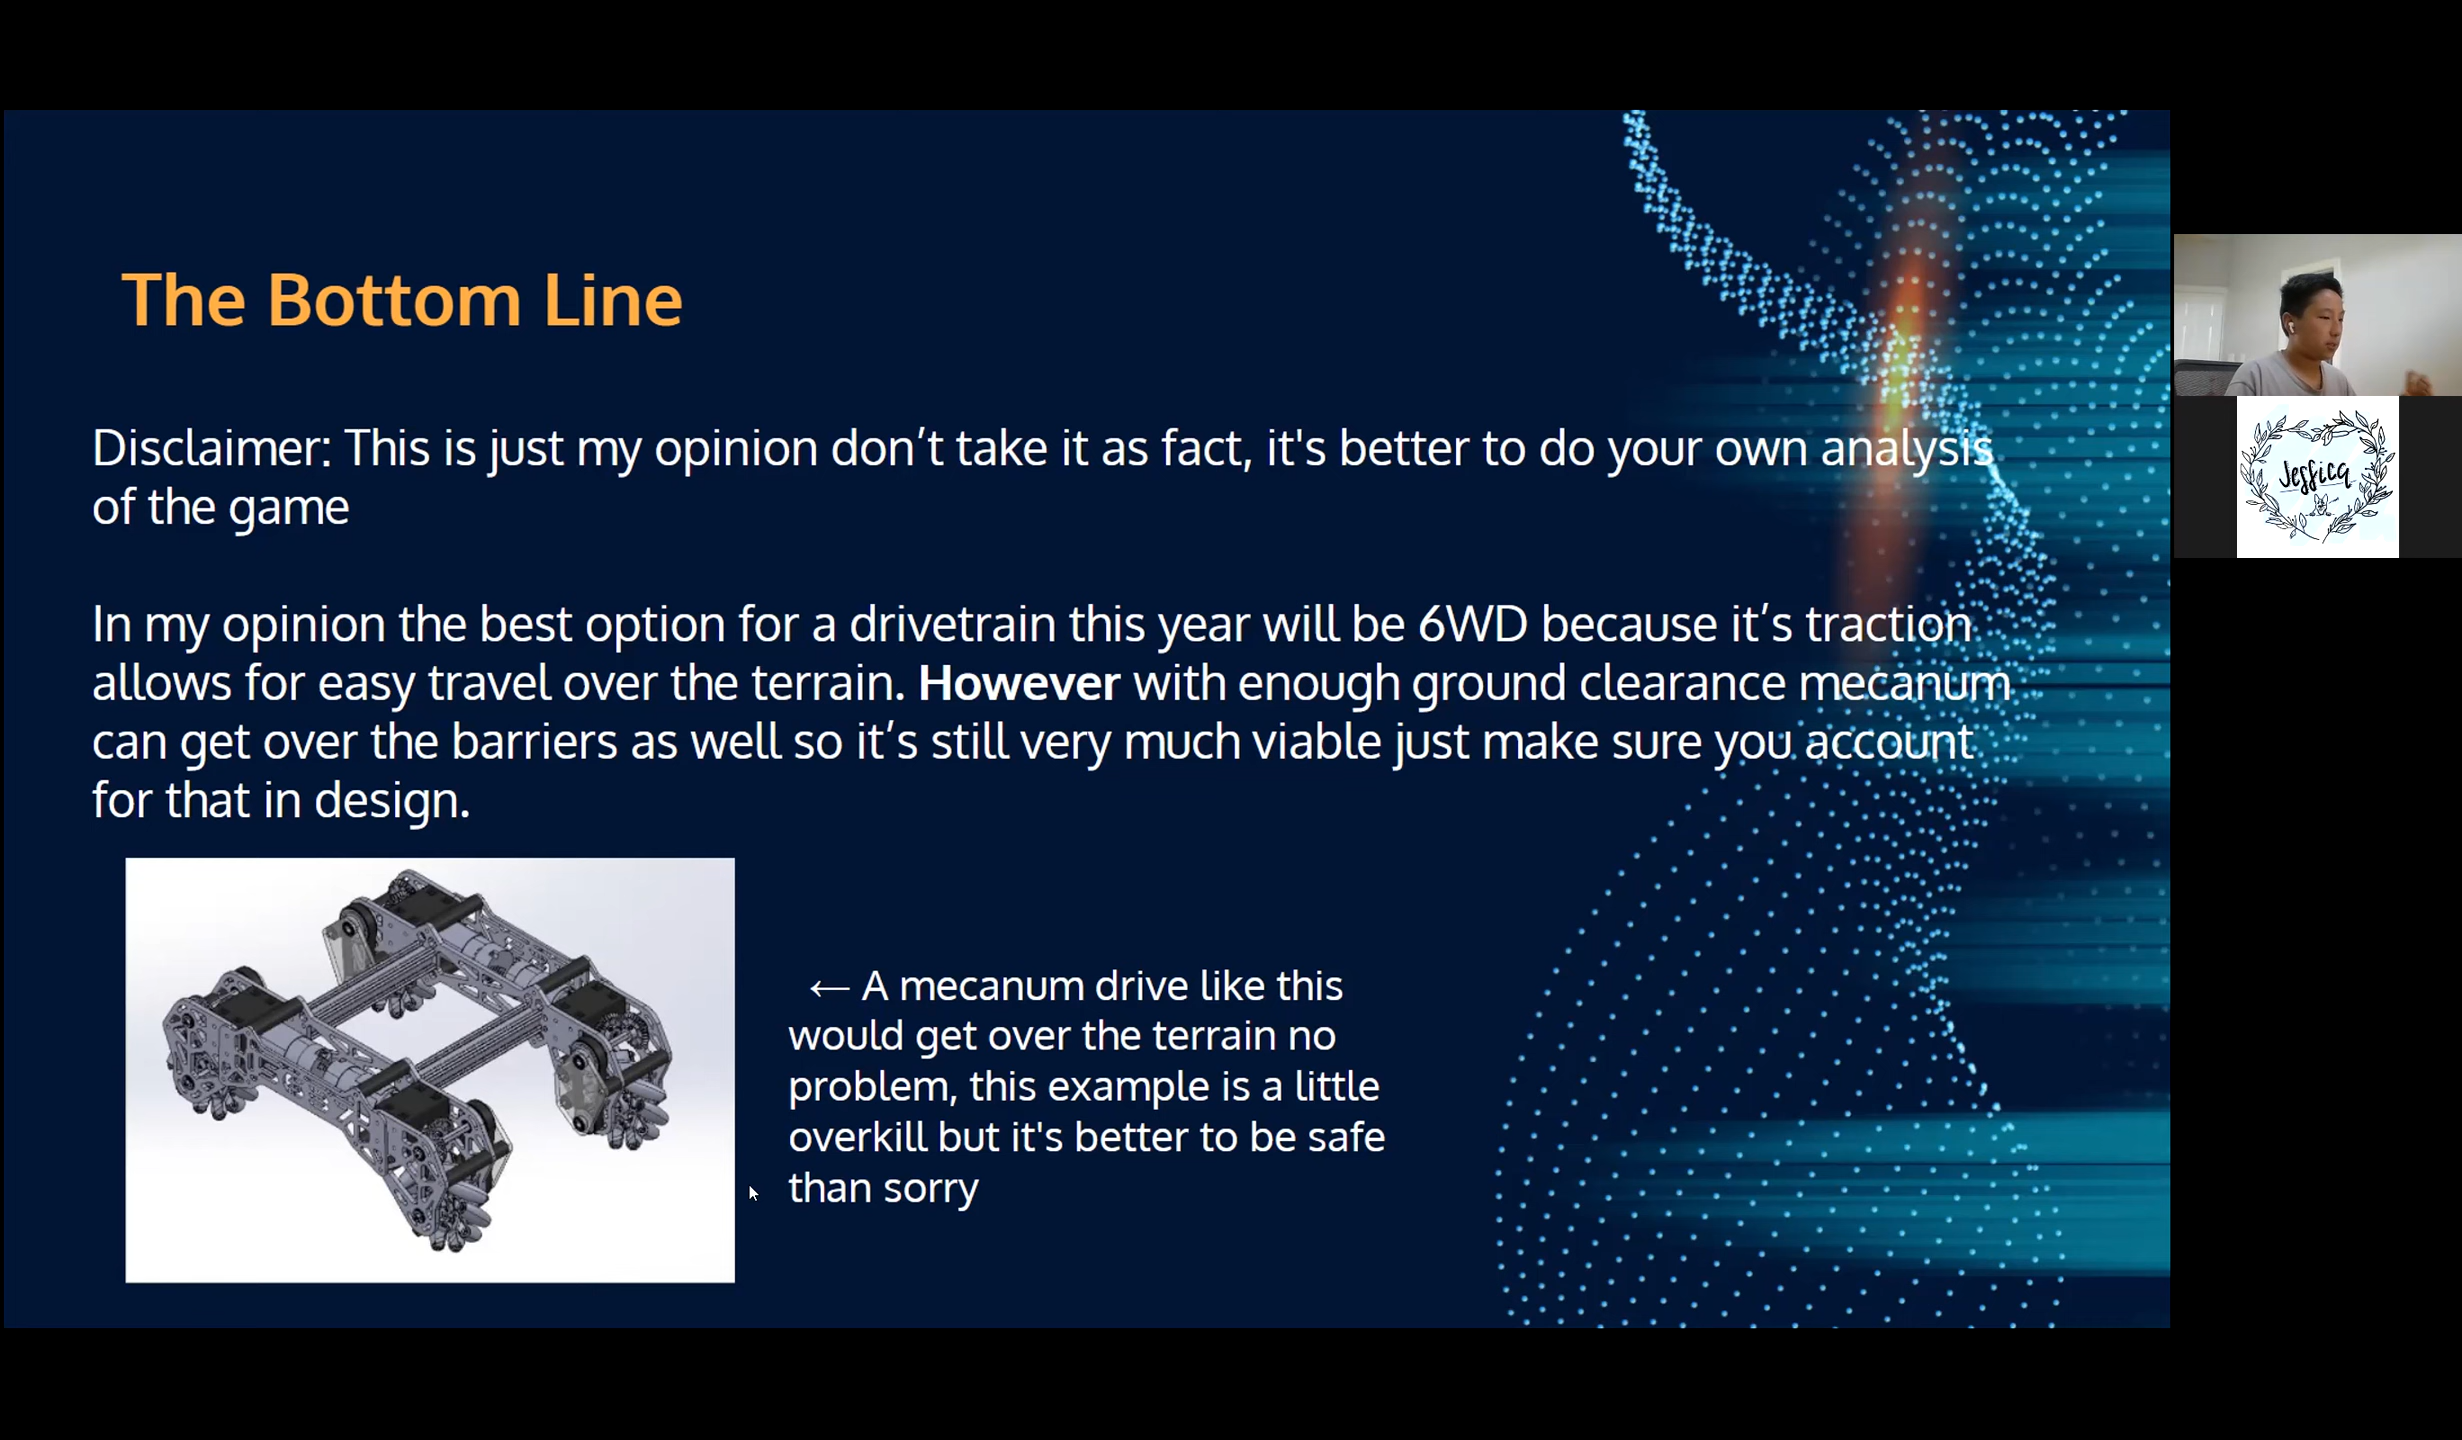 The Bottom Line
Disclaimer: This is just my opinion don’t take it as fact, it's better to do your own analysis
of the game
In my opinion the best option for a drivetrain this year will be 6WD because it’s traction
allows for easy travel over the terrain. However with enough ground clearance mecanum
can get over the barriers as well so it’s still very much viable just make sure you account
for that in design.
← A mecanum drive like this
would get over the terrain no
problem, this example is a little
overkill but it's better to be safe
than sorry
Jessica